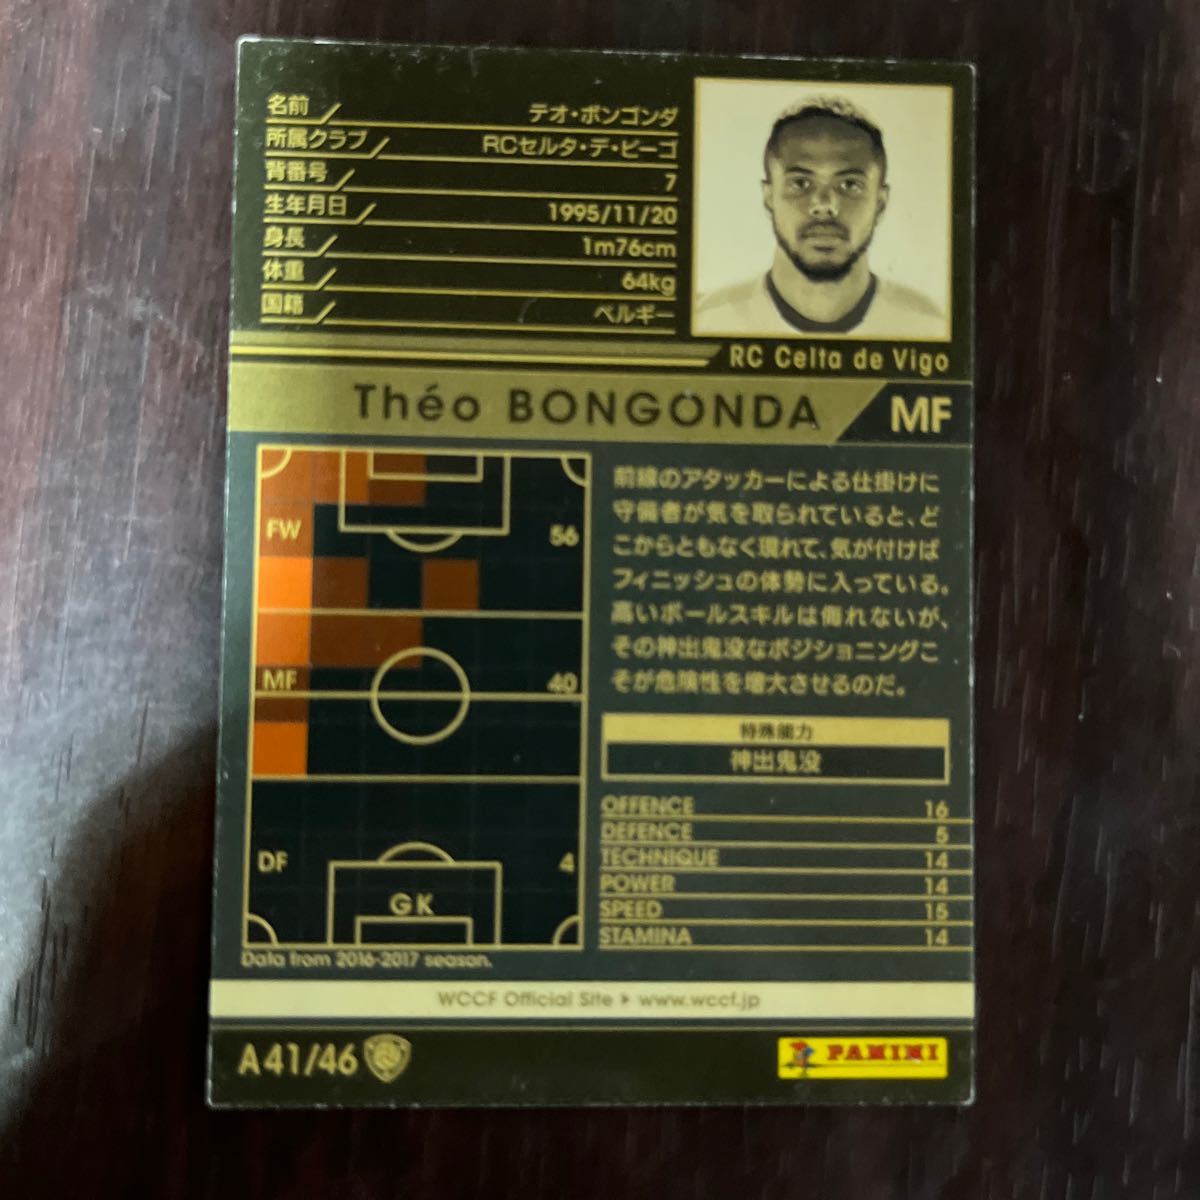 名前 テオ・ボンゴンダ
所属クラブ RCセルタ・デ・ビーゴ
背番号 7
生年月日 1995/11/20
身長 1m76cm
体重 64kg
国籍 ベルギー
RC Celta de Vigo
Théo BONGONDA MF
FW 56
MF 40
DF 4
GK
Data from 2016-2017 season.
前線のアタッカーによる仕掛けに
守備者が気を取られていると、ど
こからともなく現れて、気が付けば
フィニッシュの体勢に入っている。
高いボールスキルは侮れないが、
その神出鬼没なポジショニングこ
そが危険性を増大させるのだ。
特殊能力
神出鬼没
OFFENCE 16
DEFENCE 5
TECHNIQUE 14
POWER 14
SPEED 15
STAMINA 14
WCCF Official Site ▶ www.wccf.jp
A41/46
PANINI